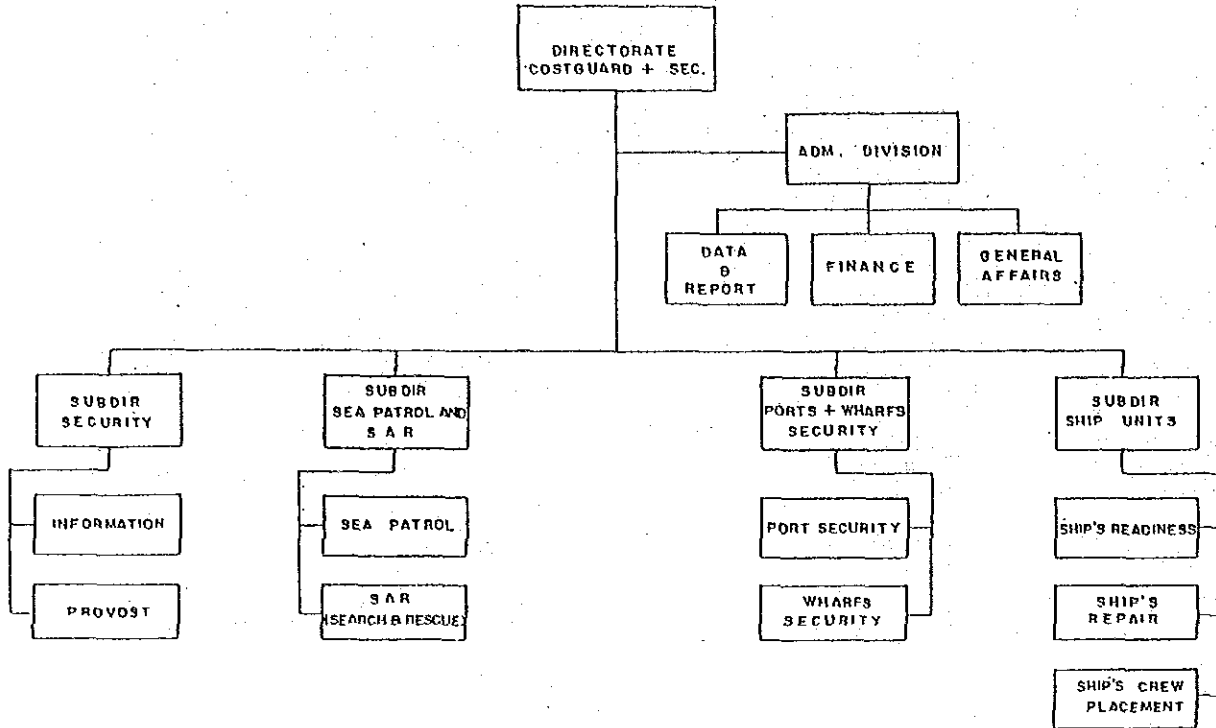 DIRECTORATE
COSTGUARD + SEC.
ADM. DIVISION
DATA
&
REPORT
FINANCE
GENERAL
AFFAIRS
SUBDIR
SECURITY
SUBDIR
SEA PATROL AND
SAR
SUBDIR
PORTS + WHARFS
SECURITY
SUBDIR
SHIP UNITS
INFORMATION
SEA PATROL
PORT SECURITY
SHIP'S READINESS
PROVOST
SAR
(SEARCH & RESCUE)
WHARFS
SECURITY
SHIP'S
REPAIR
SHIP'S CREW
PLACEMENT